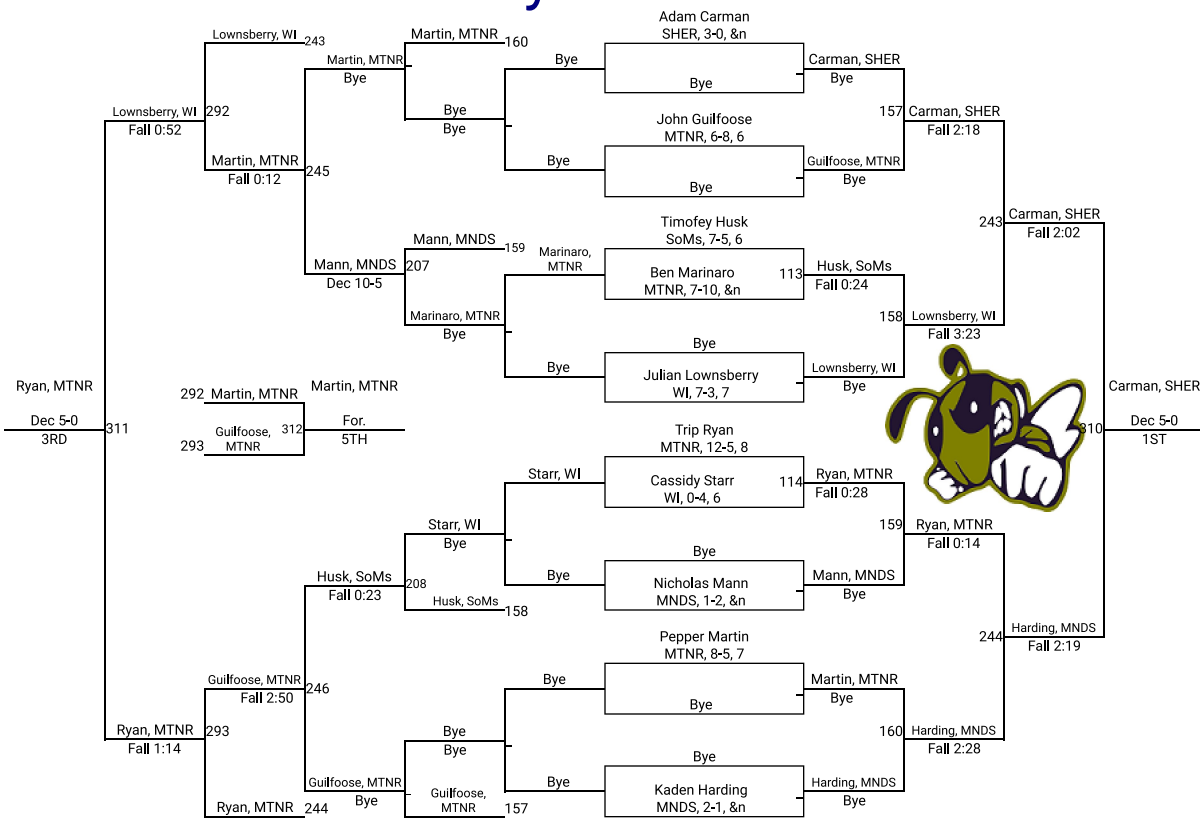 Adam Carman
SHER, 3-0, &n
Bye
John Guilfoose
MTNR, 6-8, 6
Bye
Timofey Husk
SoMs, 7-5, 6
Ben Marinaro
MTNR, 7-10, &n
113
Bye
Julian Lownsberry
WI, 7-3, 7
Trip Ryan
MTNR, 12-5, 8
Cassidy Starr
WI, 0-4, 6
114
Bye
Nicholas Mann
MNDS, 1-2, &n
Pepper Martin
MTNR, 8-5, 7
Bye
Bye
Kaden Harding
MNDS, 2-1, &n
Carman, SHER
Bye
Guilfoose, MTNR
Bye
Husk, SoMs
Fall 0:24
Lownsberry, WI
Bye
Ryan, MTNR
Fall 0:28
Mann, MNDS
Bye
Martin, MTNR
Bye
Harding, MNDS
Bye
157
Carman, SHER
Fall 2:18
158
Lownsberry, WI
Fall 3:23
159
Ryan, MTNR
Fall 0:14
160
Harding, MNDS
Fall 2:28
243
Carman, SHER
Fall 2:02
244
Harding, MNDS
Fall 2:19
310
Carman, SHER
Dec 5-0
1ST
Bye
Bye
Marinaro,
MTNR
Bye
Starr, WI
Bye
Bye
Bye
Martin, MTNR
160
Bye
Bye
Mann, MNDS
159
Marinaro, MTNR
Bye
Starr, WI
Bye
Husk, SoMs
158
Bye
Bye
Guilfoose,
MTNR
157
Martin, MTNR
Bye
Mann, MNDS
207
Dec 10-5
Husk, SoMs
208
Fall 0:23
Guilfoose, MTNR
Bye
Lownsberry, WI
243
Martin, MTNR
245
Fall 0:12
Guilfoose, MTNR
246
Fall 2:50
Ryan, MTNR
244
Lownsberry, WI
292
Fall 0:52
Ryan, MTNR
293
Fall 1:14
Ryan, MTNR
Dec 5-0
311
3RD
292
Martin, MTNR
293
Guilfoose,
MTNR
312
Martin, MTNR
For.
5TH